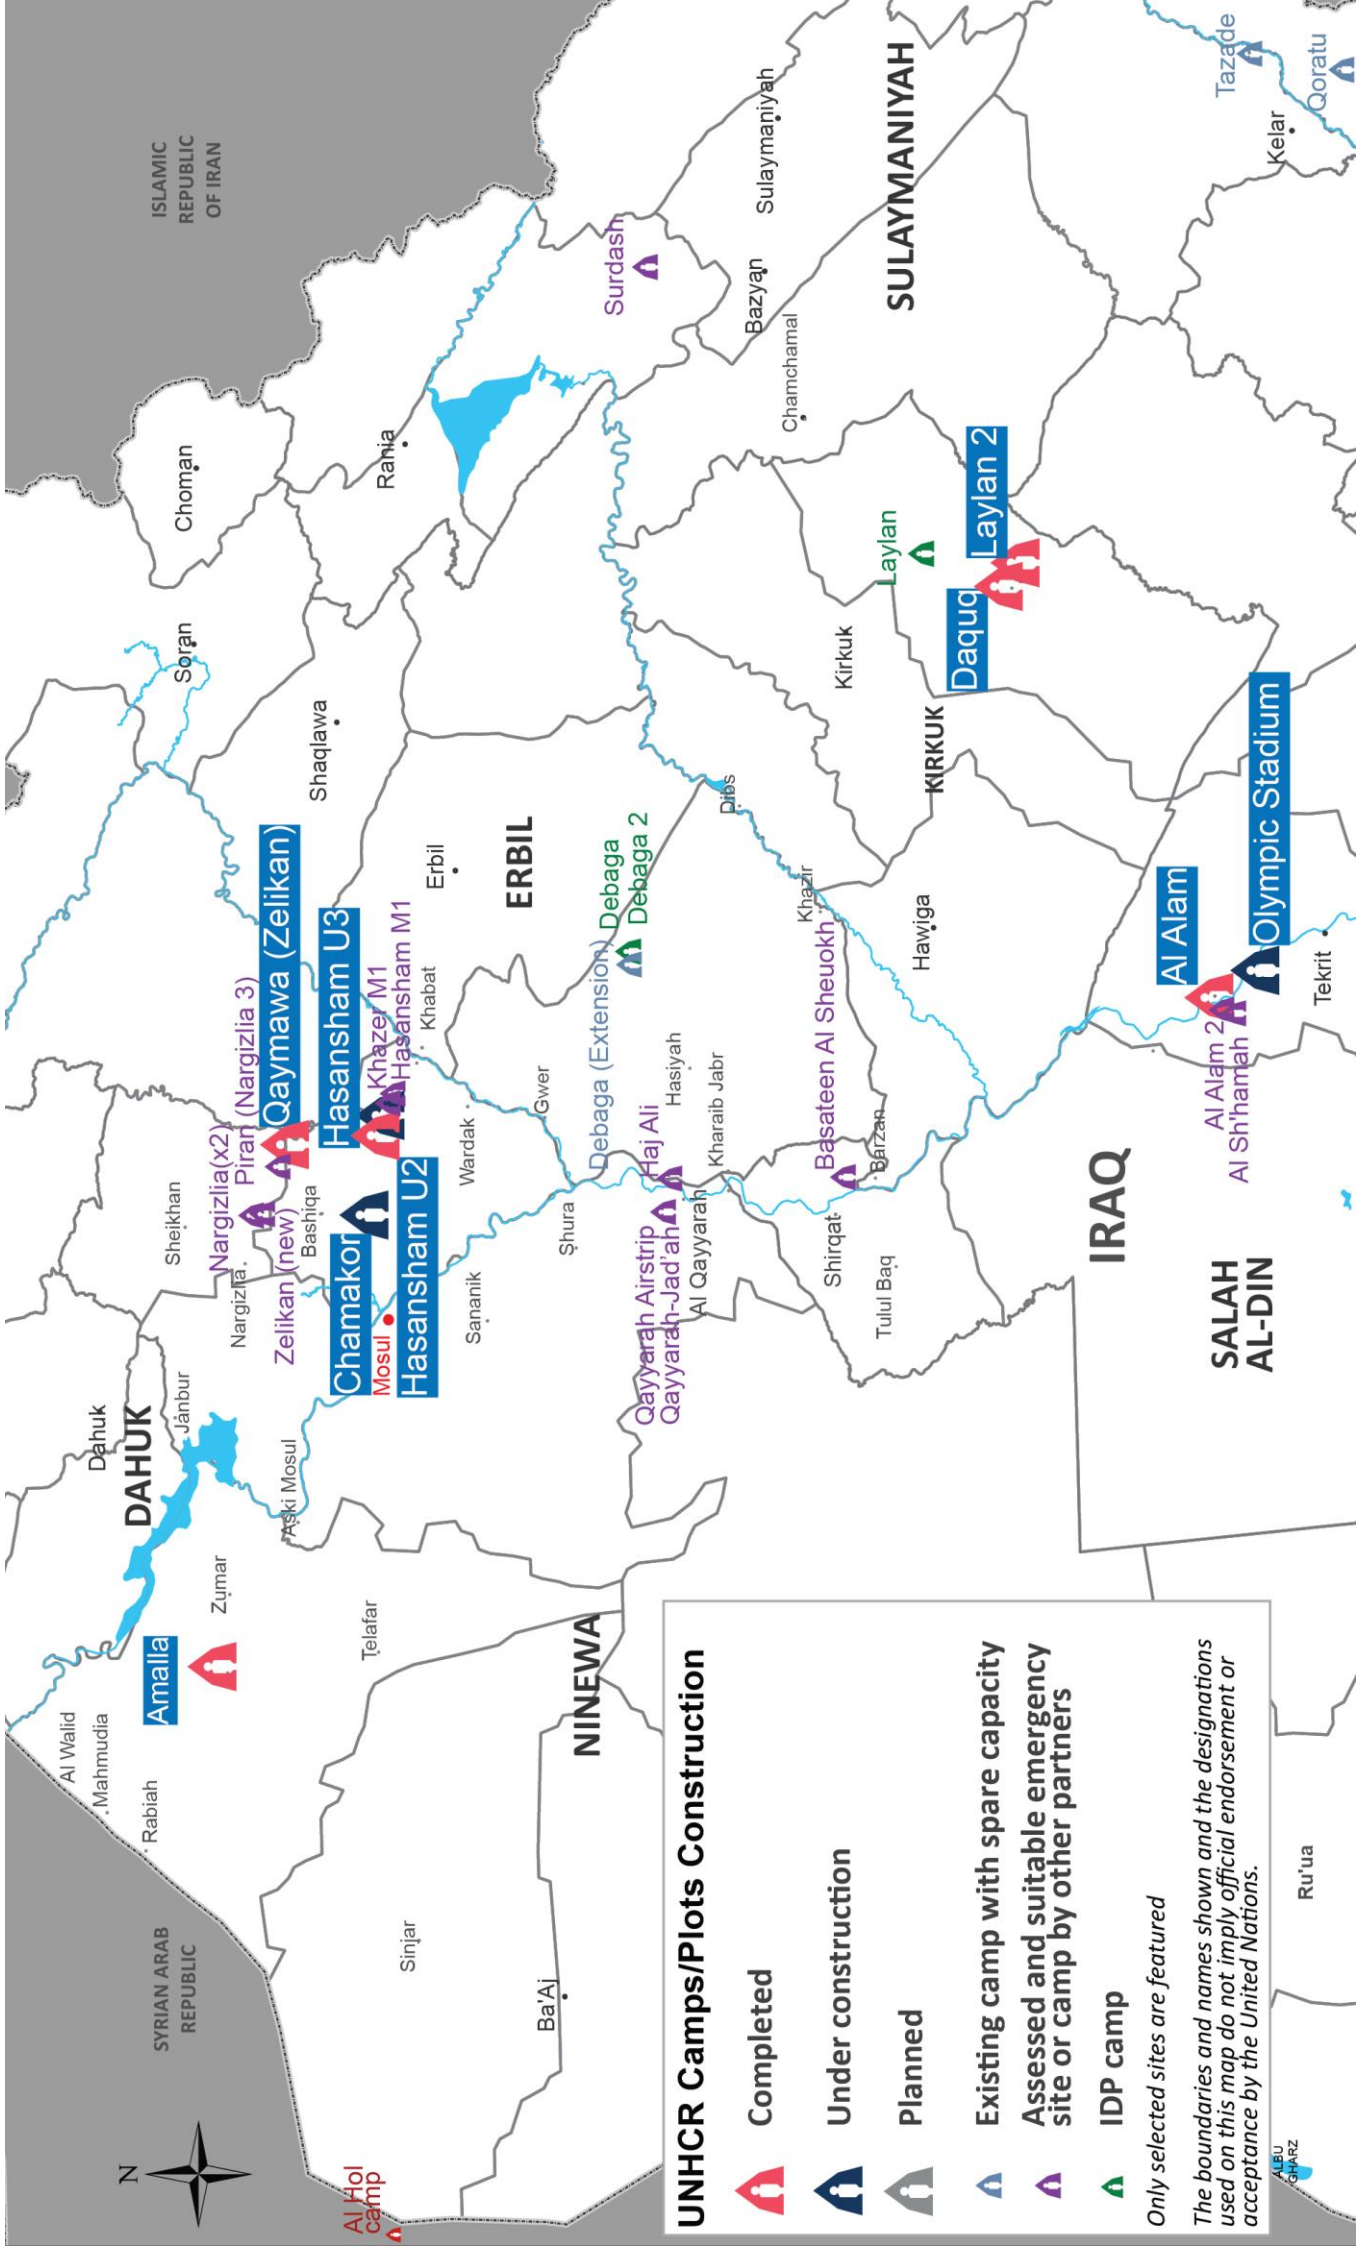 N
SYRIAN ARAB
REPUBLIC
ISLAMIC
REPUBLIC
OF IRAN
Al Walid
Mahmudia
Rabiah
Amalla
Zumar
DAHUK
Dahuk
Janbur
Aski Mosul
Telafar
Sinjar
Ba'Aj
NINEWA
Al Hol
camp
Sheikhan
Nargizlia
Nargizlia(x2)
Piran (Nargizlia 3)
Zelikan (new)
Bashiqa
Qaymawa (Zelikan)
Hasansham U3
Khazer M1
Hasansham M1
Khabat
Chamakor
Mosul
Hasansham U2
Wardak
Sananik
Gwer
Shura
Soran
Choman
Shaqlawa
Rania
Erbil
ERBIL
Debaga
Debaga 2
Debaga (Extension)
Haj Ali
Hasiyah
Kharaib Jabr
Qayyarah Airstrip
Qayyarah-Jad'ah
Al Qayyarah
Surdash
Sulaymaniyah
Bazyan
Chamchamal
SULAYMANIYAH
Dibs
Khazir
Basateen Al Sheuokh
Barzan
Shirqat
Tulul Baq
Hawiga
Kirkuk
KIRKUK
Laylan
Laylan 2
Daquq
Tazade
Qoratu
Kelar
IRAQ
Al Alam
Olympic Stadium
Al Alam 2
Al Sh'hamah
Tekrit
SALAH
AL-DIN
Ru'ua
ALBU
GHARZ
UNHCR Camps/Plots Construction
Completed
Under construction
Planned
Existing camp with spare capacity
Assessed and suitable emergency
site or camp by other partners
IDP camp
Only selected sites are featured
The boundaries and names shown and the designations
used on this map do not imply official endorsement or
acceptance by the United Nations.